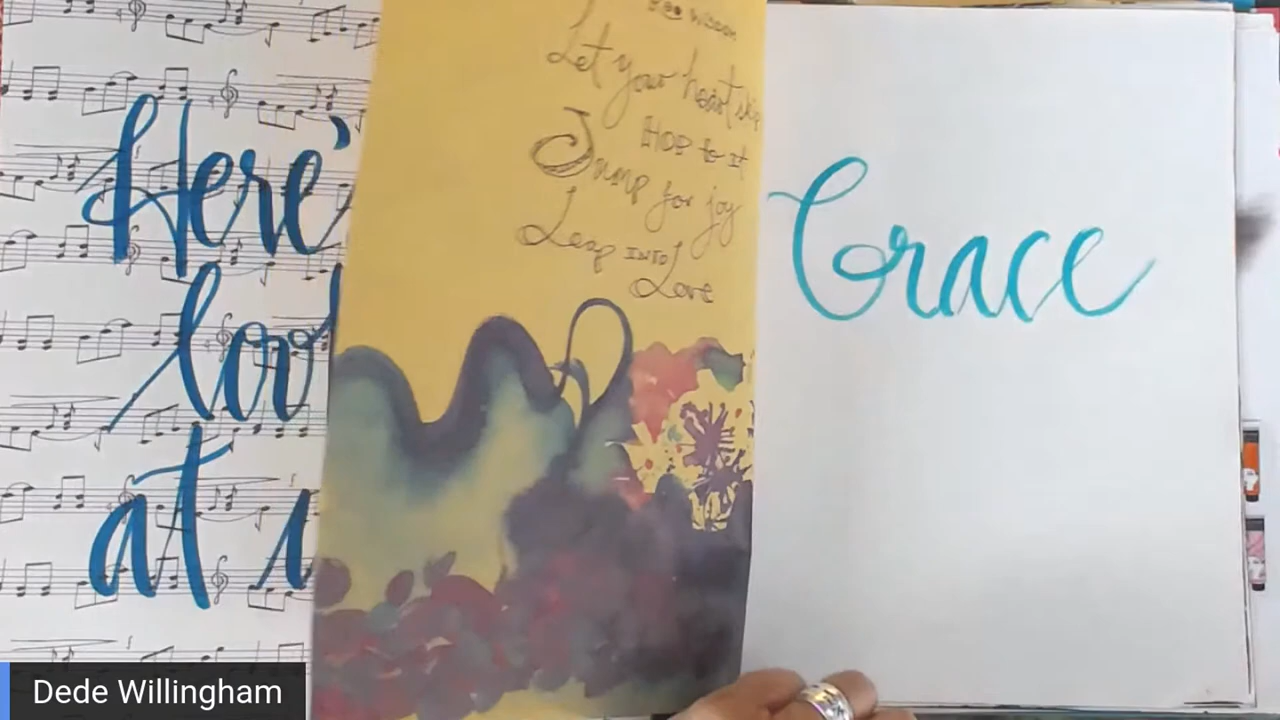 Here'
loo
at
Wisdom
Let your heart skip
Hop to it
Jump for joy
Leap INTO
Love
Grace
Dede Willingham